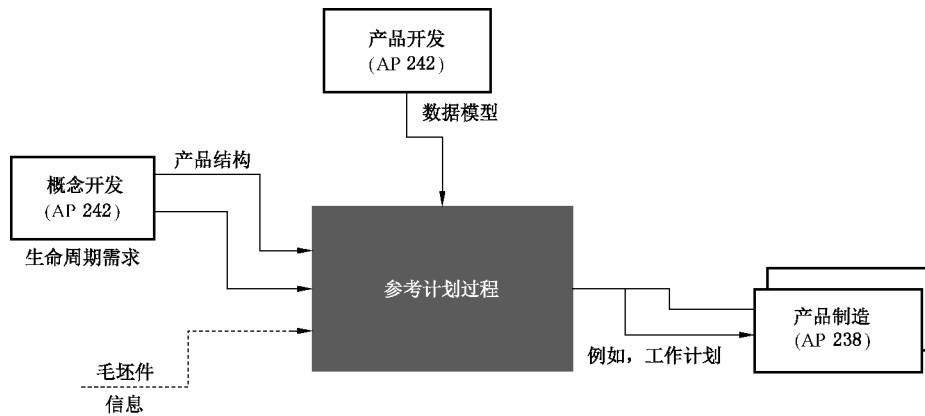 产品开发
(AP 242)
数据模型
产品结构
概念开发
(AP 242)
生命周期需求
参考计划过程
产品制造
(AP 238)
例如，工作计划
毛坯件
信息